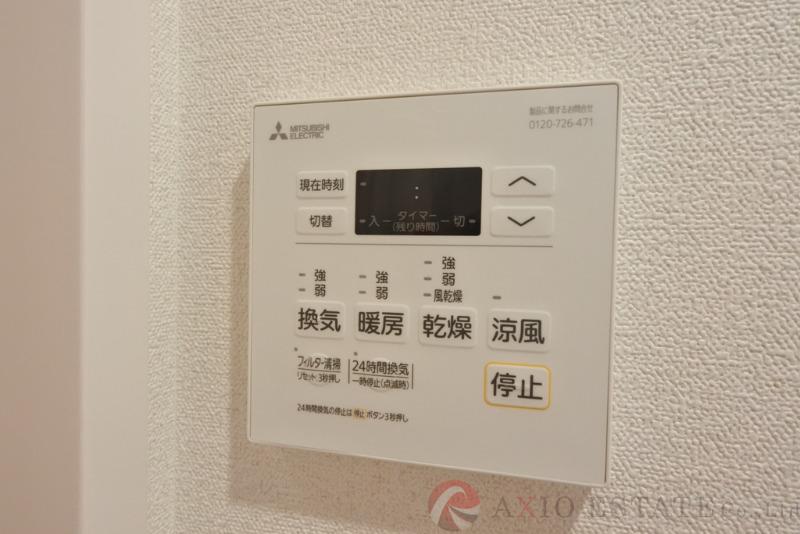 MITSUBISHI
ELECTRIC
製品に関するお問合せ
0120-726-471
現在時刻
切替
:
入 タイマー 切
(残り時間)
強
弱
強
弱
強
弱
風乾燥
換気
暖房
乾燥
涼風
フィルター清掃
リセット3秒押し
24時間換気
一時停止(点滅時)
停止
24時間換気の停止は 停止 ボタン3秒押し
AXIO ESTATE Co., Ltd